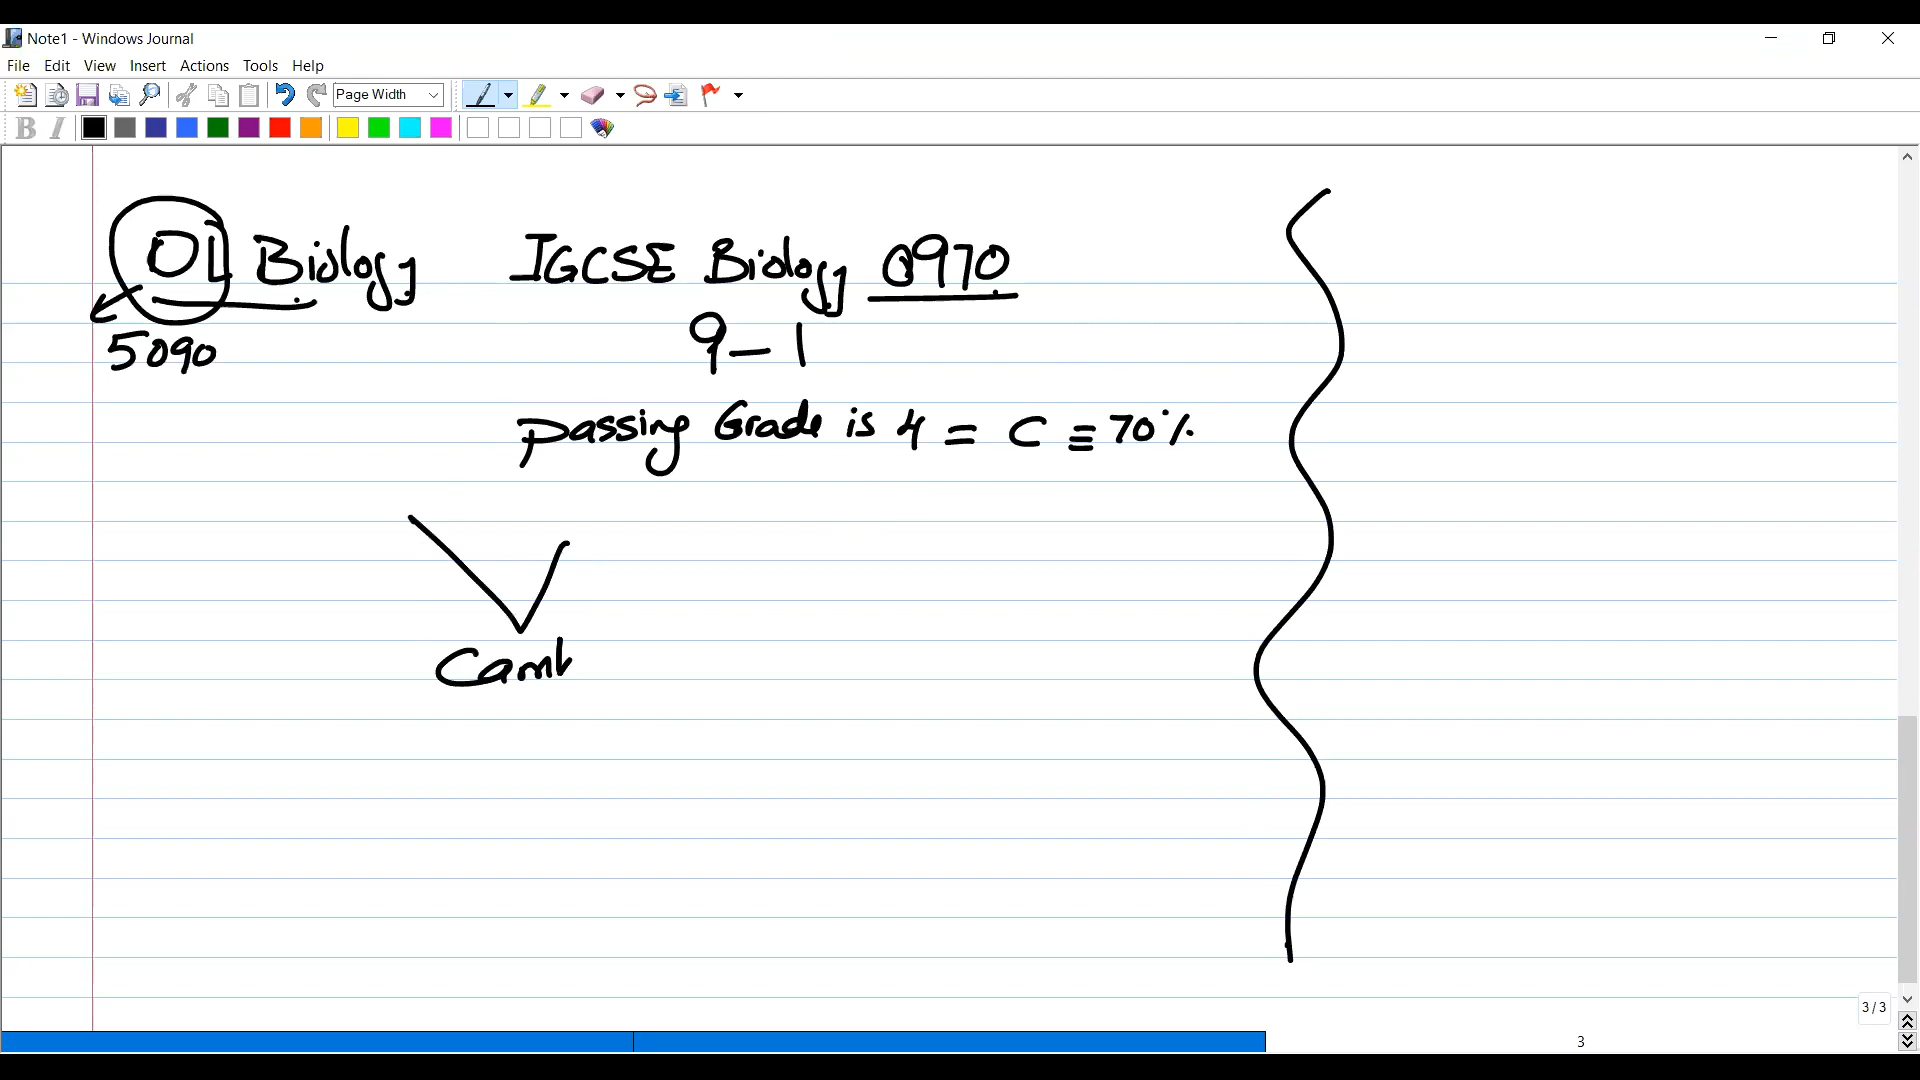 Note1 - Windows Journal
File Edit View Insert Actions Tools Help
Page Width
B I
OL Biology IGCSE Biology 0970
5090 9-1
passing Grade is 4 = C ≡ 70%
Camb
3 / 3
3